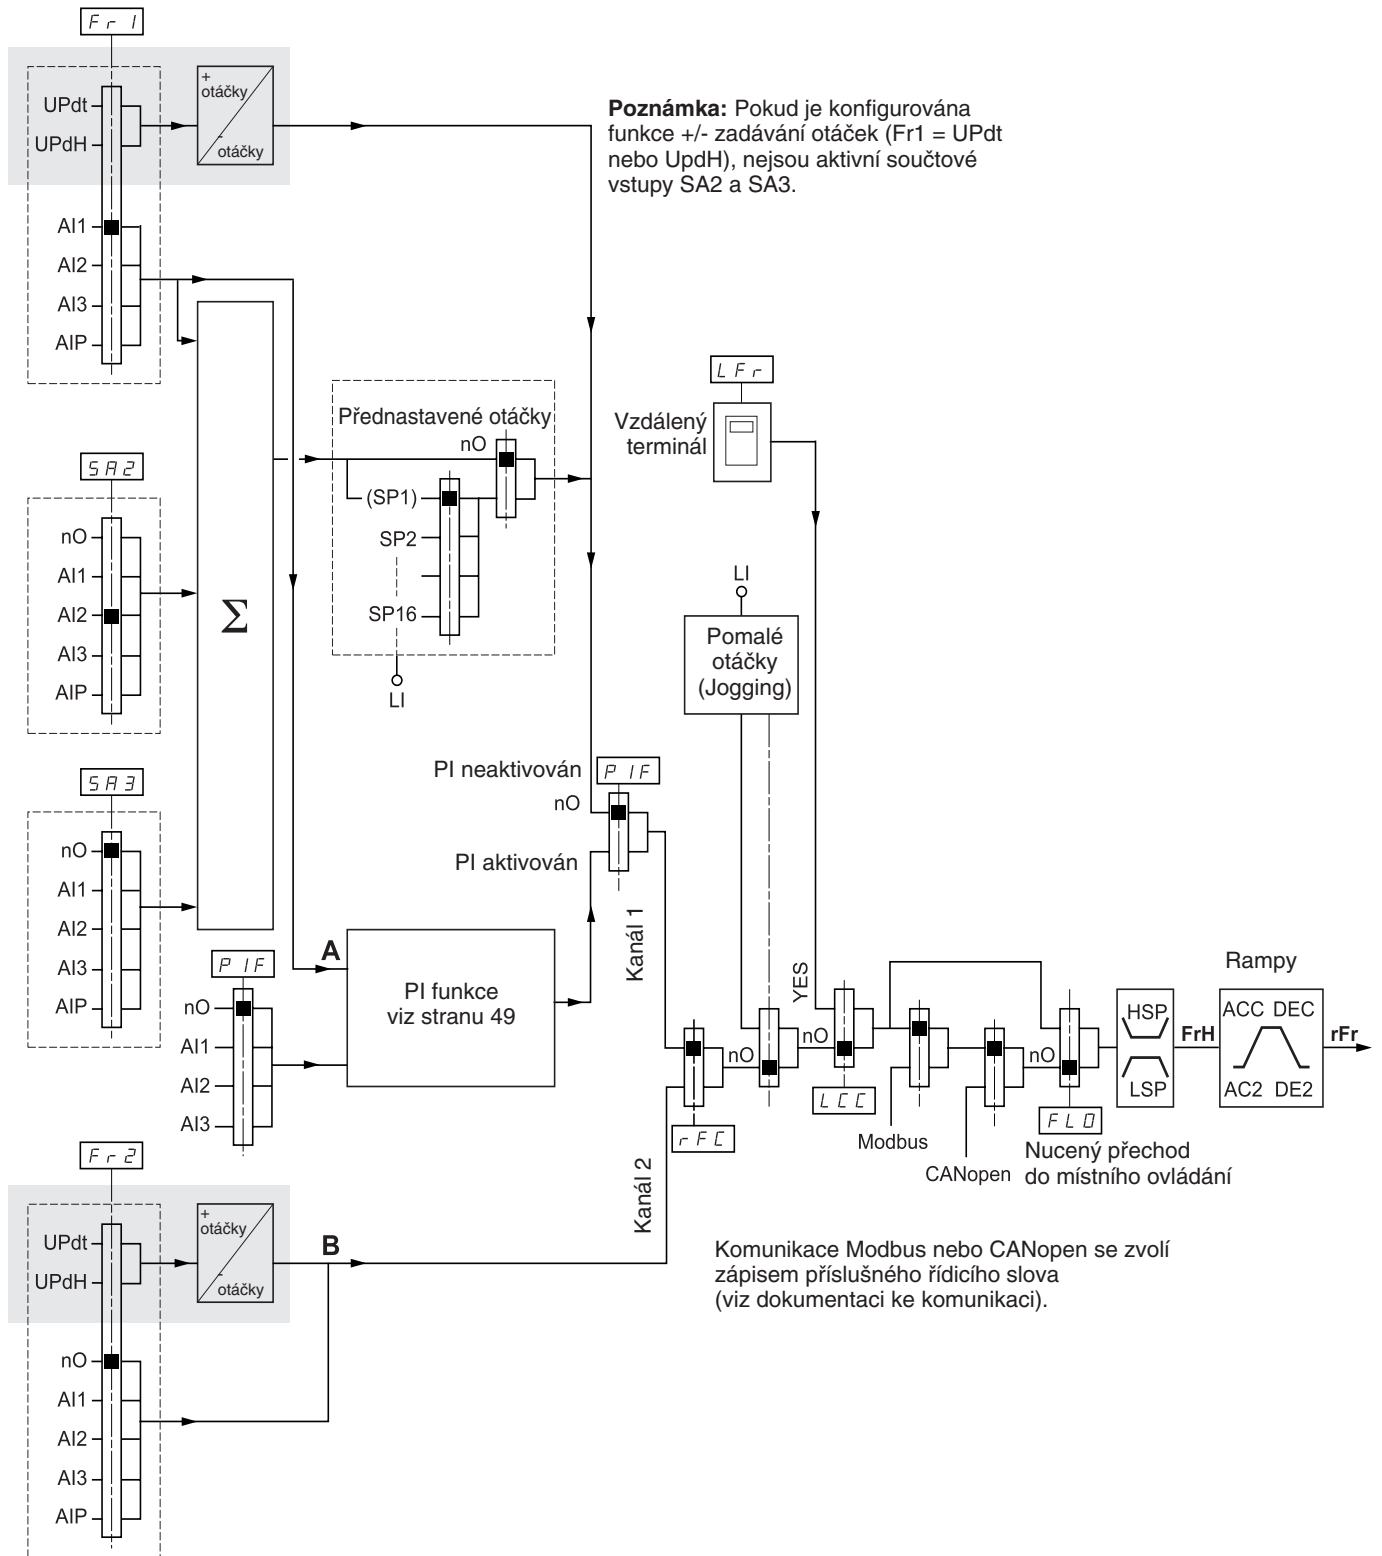 Fr1
+
otáčky
-
otáčky
UPdt
UPdH
AI1
AI2
AI3
AIP
Poznámka: Pokud je konfigurována
funkce +/- zadávání otáček (Fr1 = UPdt
nebo UpdH), nejsou aktivní součtové
vstupy SA2 a SA3.
SA2
nO
AI1
AI2
AI3
AIP
Σ
Přednastavené otáčky
nO
(SP1)
SP2
SP16
LI
LFr
Vzdálený
terminál
LI
Pomalé
otáčky
(Jogging)
SA3
nO
AI1
AI2
AI3
AIP
PI neaktivován
PIF
nO
PI aktivován
Kanál 1
A
PI funkce
viz stranu 49
PIF
nO
AI1
AI2
AI3
YES
nO
nO
nO
LCC
rFC
Modbus
CANopen
FLO
Nucený přechod
do místního ovládání
HSP
LSP
FrH
Rampy
ACC DEC
AC2 DE2
rFr
Kanál 2
Fr2
+
otáčky
-
otáčky
UPdt
UPdH
B
nO
AI1
AI2
AI3
AIP
Komunikace Modbus nebo CANopen se zvolí
zápisem příslušného řídicího slova
(viz dokumentaci ke komunikaci).